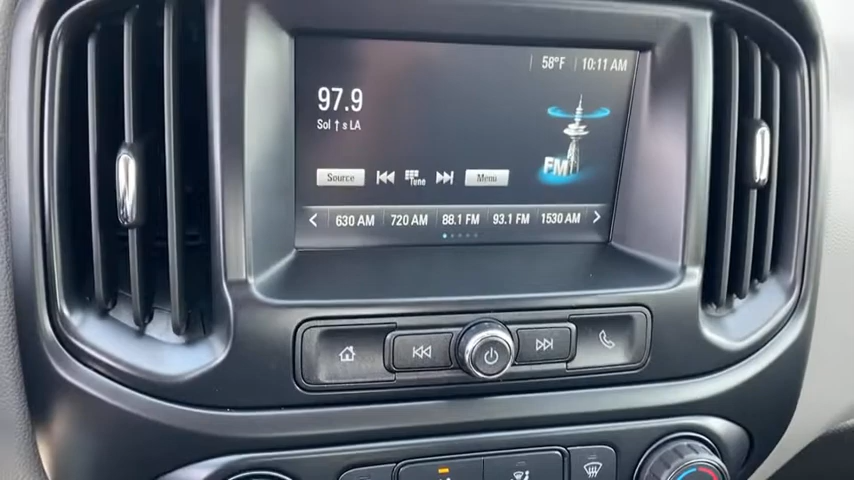 58°F 10:11 AM
97.9
Sol ↑ s LA
FM
Source Tune Menu
630 AM 720 AM 88.1 FM 93.1 FM 1530 AM